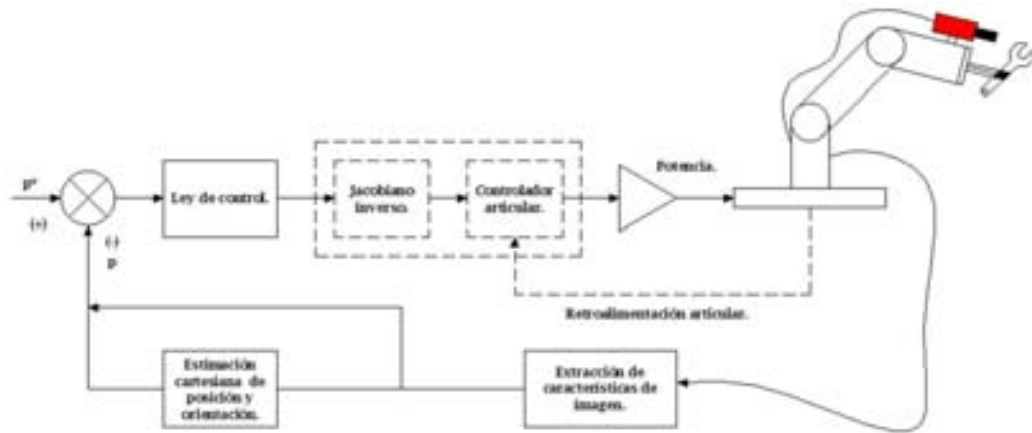 P*
(+)
(-)
P
Ley de control.
Jacobiano
inverso.
Controlador
articular.
Potencia.
Retroalimentación articular.
Estimación
cartesiana de
posición y
orientación.
Extracción de
características de
imagen.